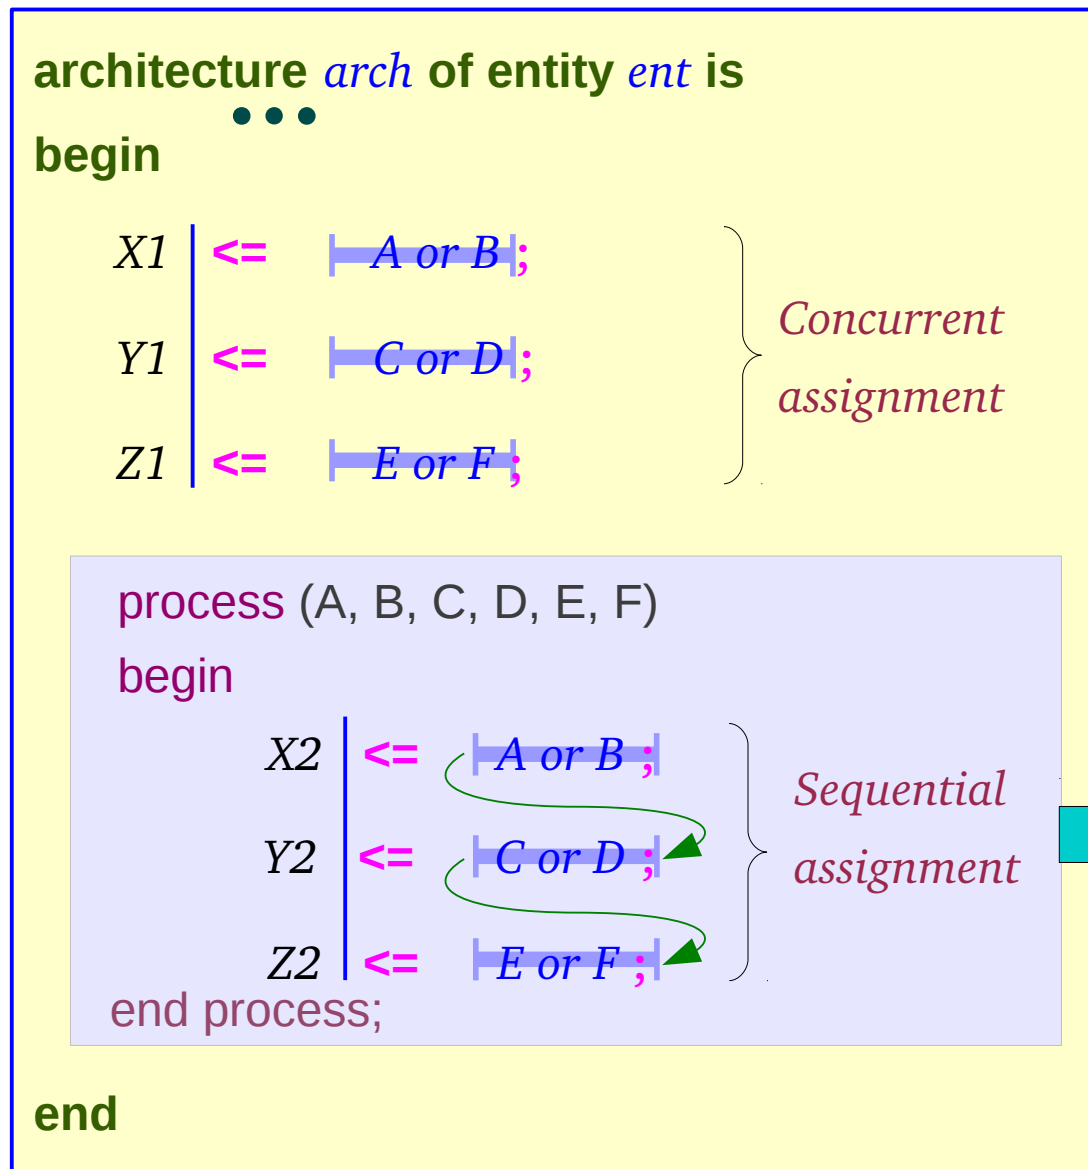 architecture arch of entity ent is
•••
begin
X1 <= A or B ;
Y1 <= C or D ;
Z1 <= E or F ;
Concurrent
assignment
process (A, B, C, D, E, F)
begin
X2 <= A or B ;
Y2 <= C or D ;
Z2 <= E or F ;
Sequential
assignment
end process;
end